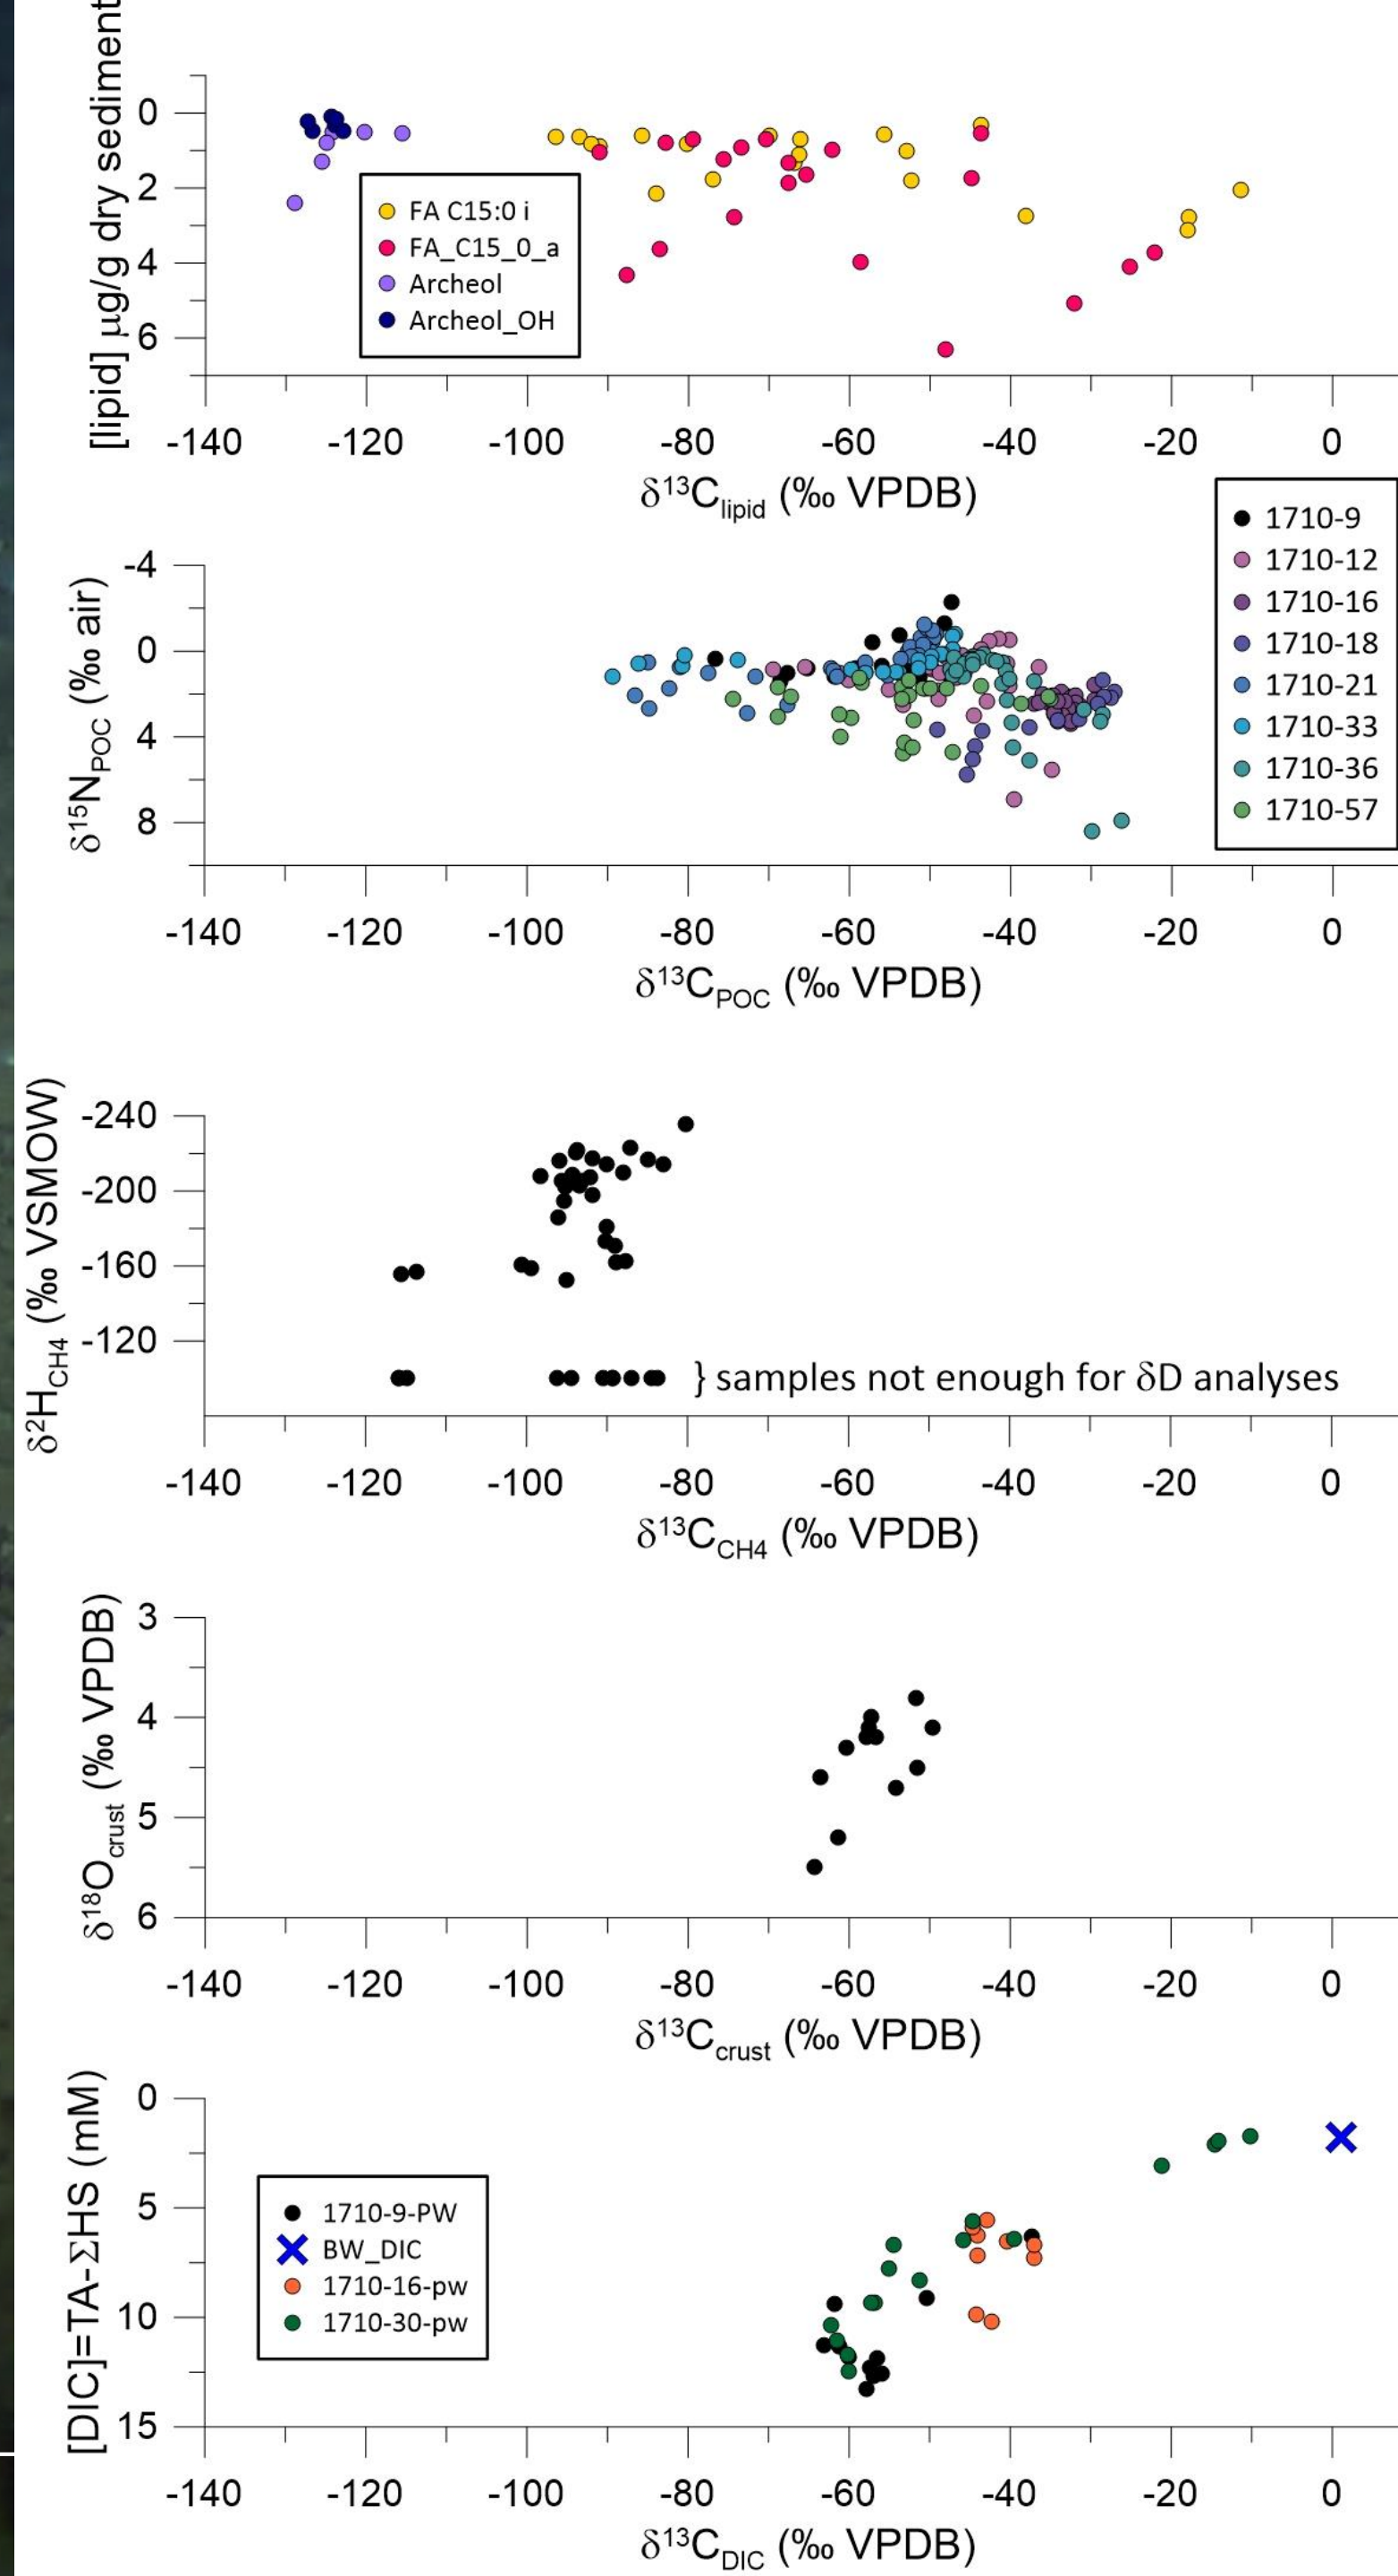 [lipid] μg/g dry sediment
0
2
4
6
FA C15:0 i
FA_C15_0_a
Archeol
Archeol_OH
-140 -120 -100 -80 -60 -40 -20 0
δ¹³Clipid (‰ VPDB)
1710-9
1710-12
1710-16
1710-18
1710-21
1710-33
1710-36
1710-57
δ¹⁵NPOC (‰ air)
-4
0
4
8
-140 -120 -100 -80 -60 -40 -20 0
δ¹³CPOC (‰ VPDB)
δ²HCH4 (‰ VSMOW)
-240
-200
-160
-120
} samples not enough for δD analyses
-140 -120 -100 -80 -60 -40 -20 0
δ¹³CCH4 (‰ VPDB)
δ¹⁸Ocrust (‰ VPDB)
3
4
5
6
-140 -120 -100 -80 -60 -40 -20 0
δ¹³Ccrust (‰ VPDB)
[DIC]=TA-ΣHS (mM)
0
5
10
15
1710-9-PW
BW_DIC
1710-16-pw
1710-30-pw
-140 -120 -100 -80 -60 -40 -20 0
δ¹³CDIC (‰ VPDB)